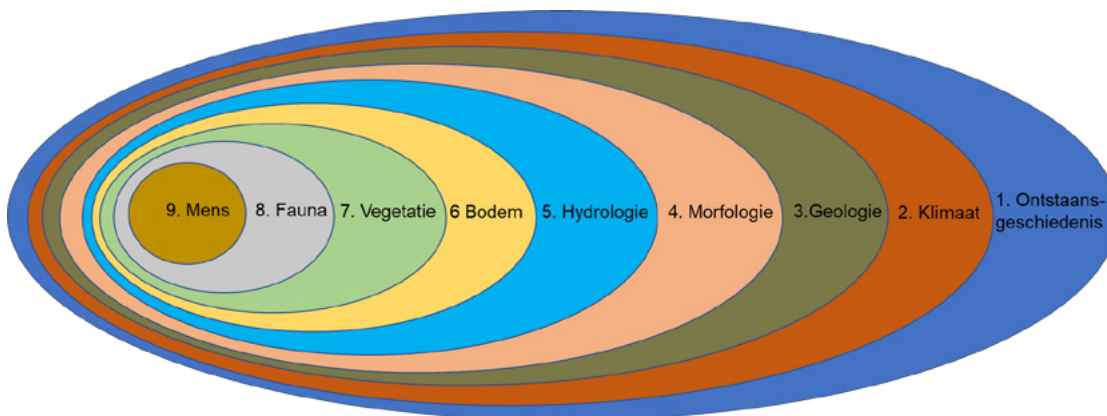 9. Mens
8. Fauna
7. Vegetatie
6 Bodem
5. Hydrologie
4. Morfologie
3.Geologie
2. Klimaat
1. Ontstaans-
geschiedenis